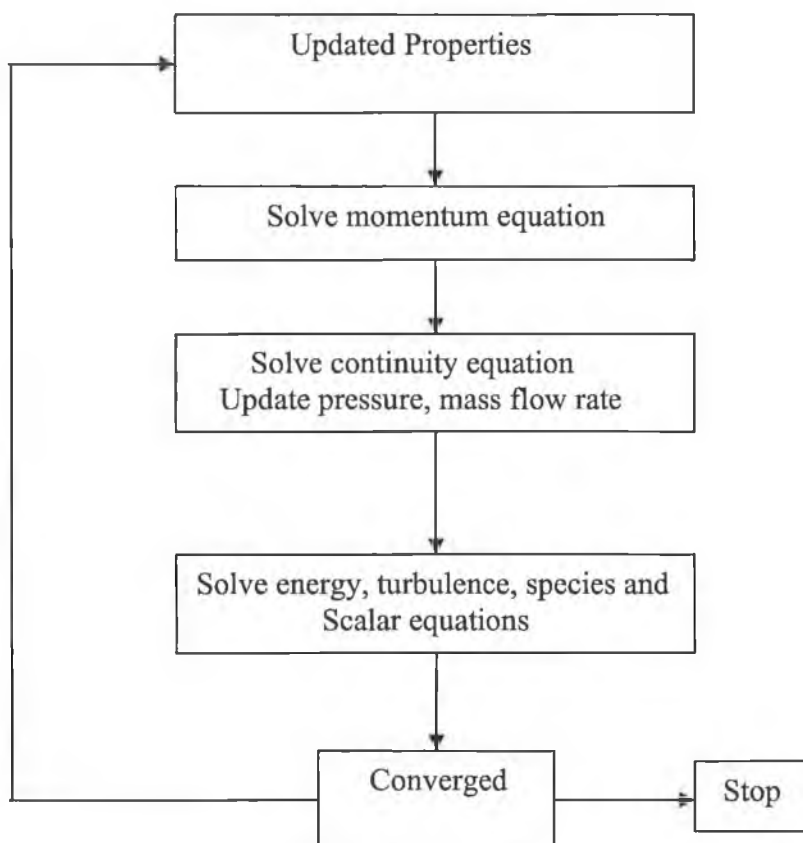 Updated Properties
Solve momentum equation
Solve continuity equation
Update pressure, mass flow rate
Solve energy, turbulence, species and
Scalar equations
Converged
Stop